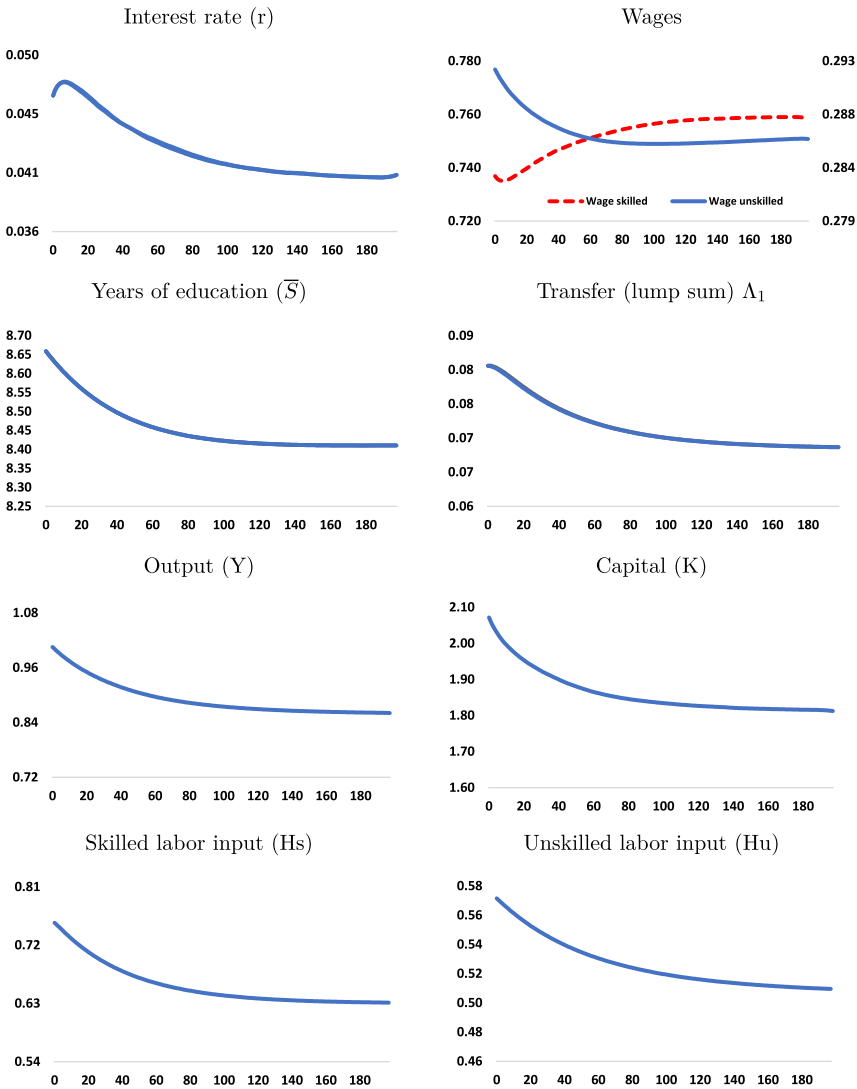 Interest rate (r)
0.050
0.045
0.041
0.036
0 20 40 60 80 100 120 140 160 180
Wages
0.780
0.760
0.740
0.720
0.293
0.288
0.284
0.279
Wage skilled
Wage unskilled
0 20 40 60 80 100 120 140 160 180
Years of education (S̅)
8.70
8.65
8.60
8.55
8.50
8.45
8.40
8.35
8.30
8.25
0 20 40 60 80 100 120 140 160 180
Transfer (lump sum) Λ₁
0.09
0.08
0.08
0.07
0.07
0.06
0 20 40 60 80 100 120 140 160 180
Output (Y)
1.08
0.96
0.84
0.72
0 20 40 60 80 100 120 140 160 180
Capital (K)
2.10
2.00
1.90
1.80
1.70
1.60
0 20 40 60 80 100 120 140 160 180
Skilled labor input (Hs)
0.81
0.72
0.63
0.54
0 20 40 60 80 100 120 140 160 180
Unskilled labor input (Hu)
0.58
0.56
0.54
0.52
0.50
0.48
0.46
0 20 40 60 80 100 120 140 160 180